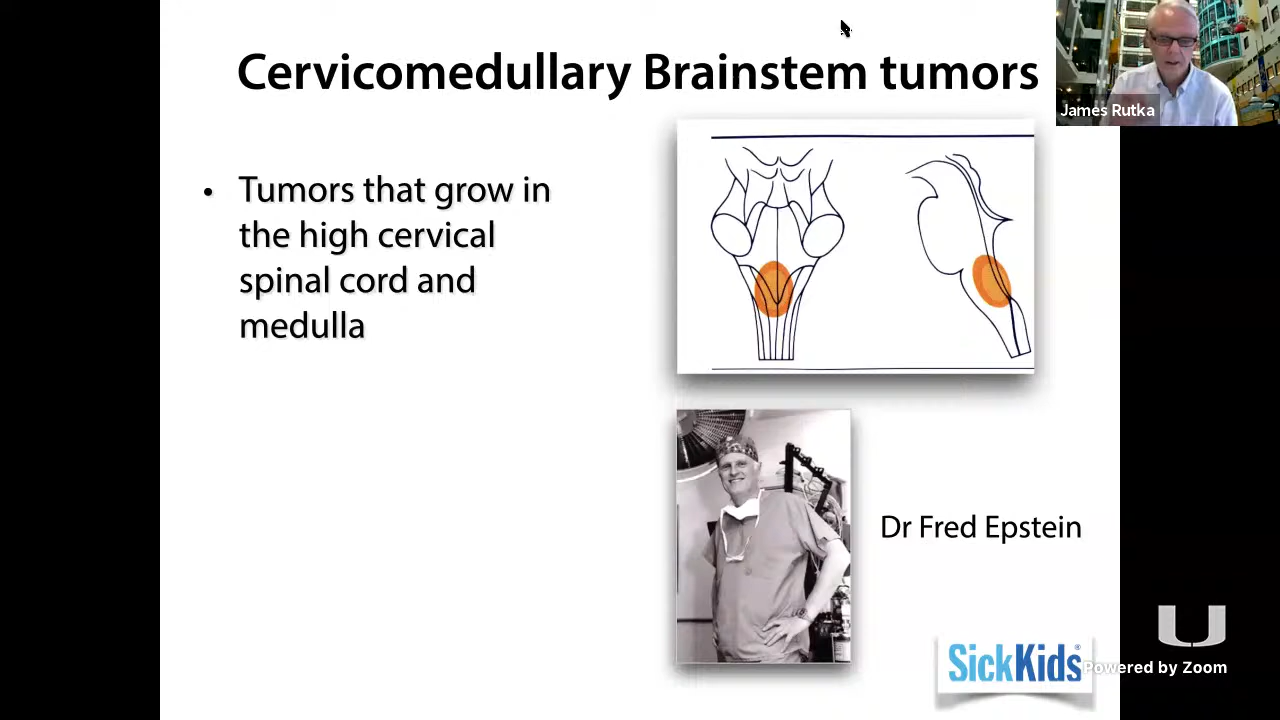 Cervicomedullary Brainstem tumors
James Rutka
• Tumors that grow in
the high cervical
spinal cord and
medulla
Dr Fred Epstein
SickKids®
U
Powered by Zoom